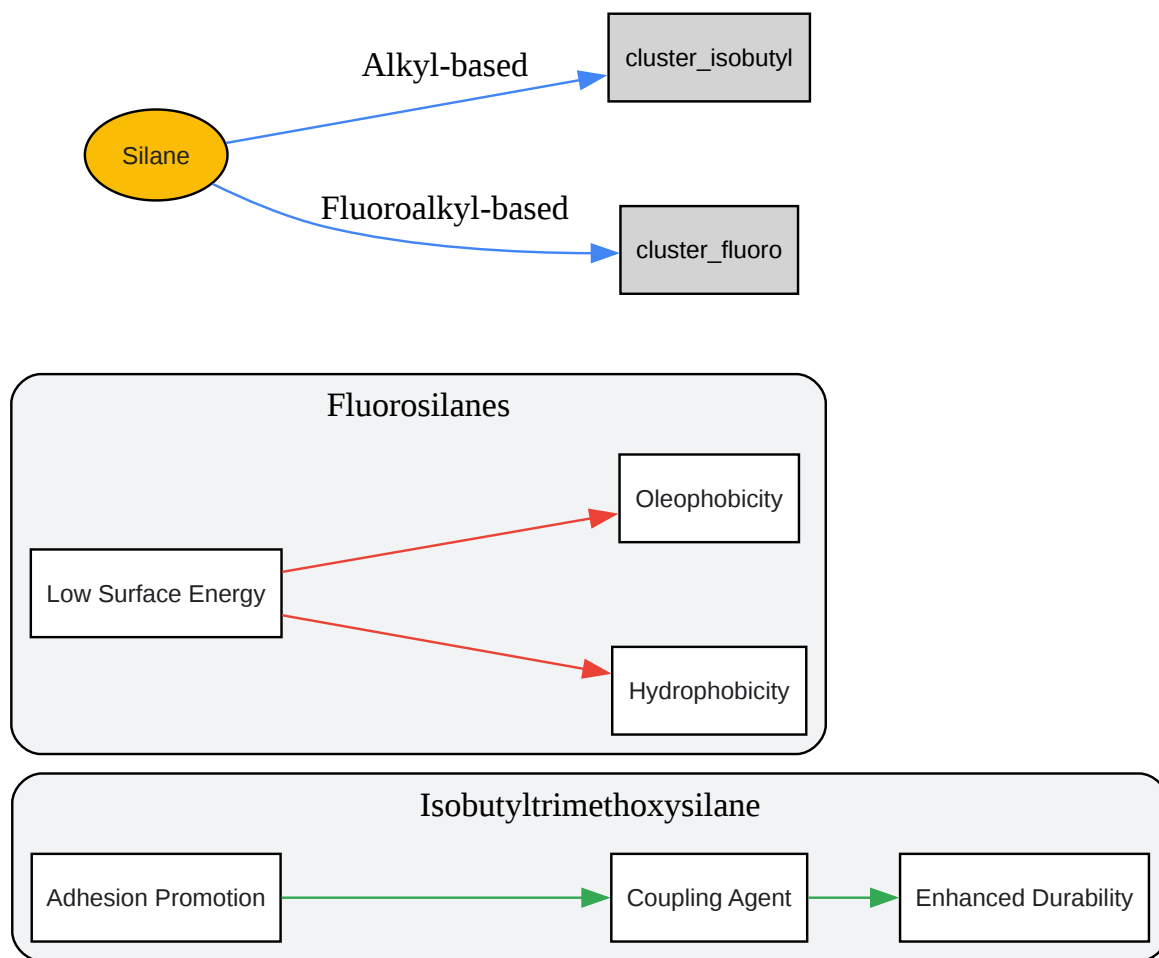 Alkyl-based
cluster_isobutyl
Silane
Fluoroalkyl-based
cluster_fluoro
Fluorosilanes
Oleophobicity
Low Surface Energy
Hydrophobicity
Isobutyltrimethoxysilane
Adhesion Promotion
Coupling Agent
Enhanced Durability